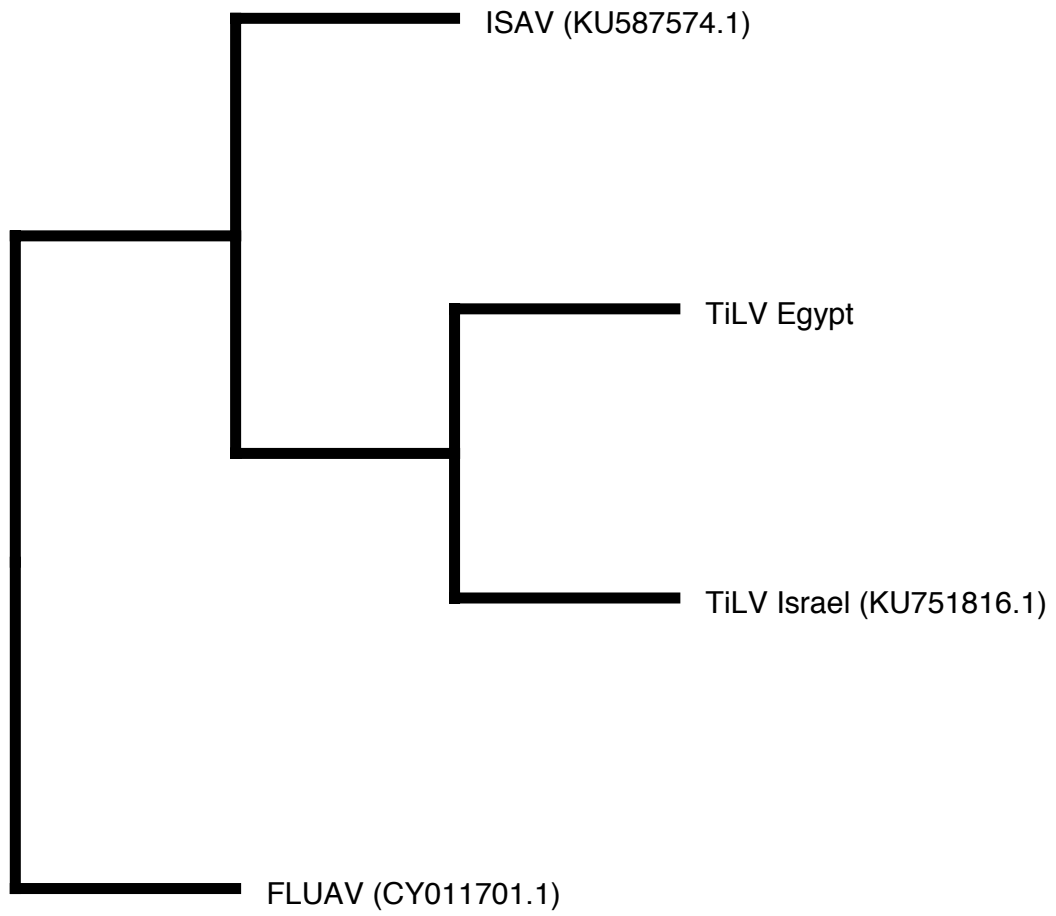 ISAV (KU587574.1)
TiLV Egypt
TiLV Israel (KU751816.1)
FLUAV (CY011701.1)